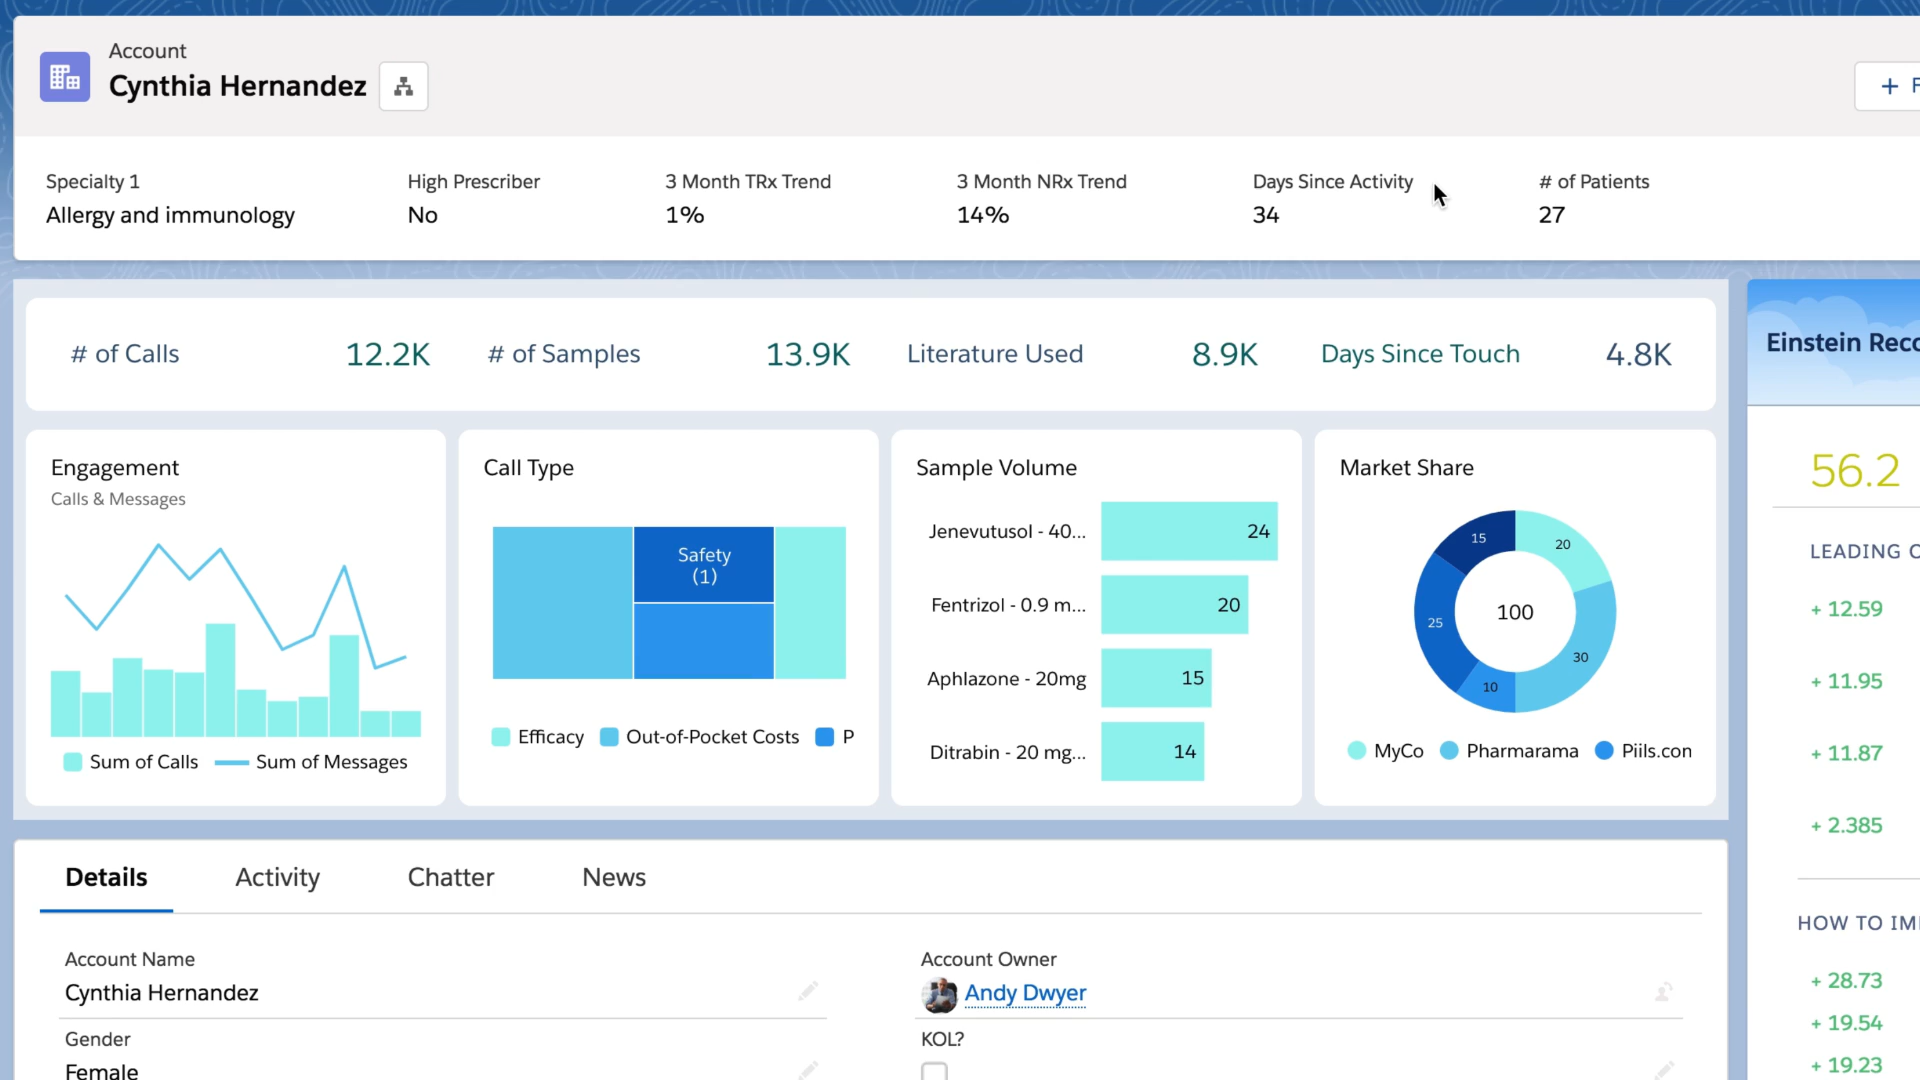 Account
Cynthia Hernandez
+ F
Specialty 1
Allergy and immunology
High Prescriber
No
3 Month TRx Trend
1%
3 Month NRx Trend
14%
Days Since Activity
34
# of Patients
27
# of Calls 12.2K
# of Samples 13.9K
Literature Used 8.9K
Days Since Touch 4.8K
Engagement
Calls & Messages
Sum of Calls Sum of Messages
Call Type
Safety
(1)
Efficacy Out-of-Pocket Costs P
Sample Volume
Jenevutusol - 40... 24
Fentrizol - 0.9 m... 20
Aphlazone - 20mg 15
Ditrabin - 20 mg... 14
Market Share
15
20
25
100
30
10
MyCo Pharmarama Piils.con
Einstein Reco
56.2
LEADING C
+ 12.59
+ 11.95
+ 11.87
+ 2.385
HOW TO IM
+ 28.73
+ 19.54
+ 19.23
Details Activity Chatter News
Account Name
Cynthia Hernandez
Account Owner
Andy Dwyer
Gender
Female
KOL?